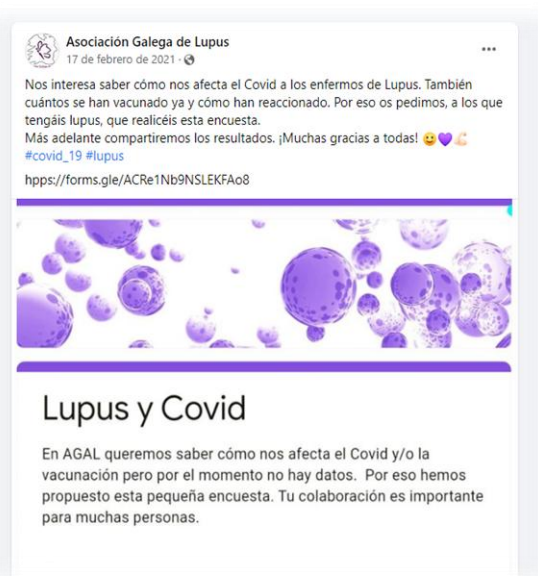 Asociación Galega de Lupus
17 de febrero de 2021 ·
Nos interesa saber cómo nos afecta el Covid a los enfermos de Lupus. También
cuántos se han vacunado ya y cómo han reaccionado. Por eso os pedimos, a los que
tengáis lupus, que realicéis esta encuesta.
Más adelante compartiremos los resultados. ¡Muchas gracias a todas! 😃💜💪🏻
#covid_19 #lupus
hpps://forms.gle/ACRe1Nb9NSLEKFAo8
Lupus y Covid
En AGAL queremos saber cómo nos afecta el Covid y/o la
vacunación pero por el momento no hay datos. Por eso hemos
propuesto esta pequeña encuesta. Tu colaboración es importante
para muchas personas.